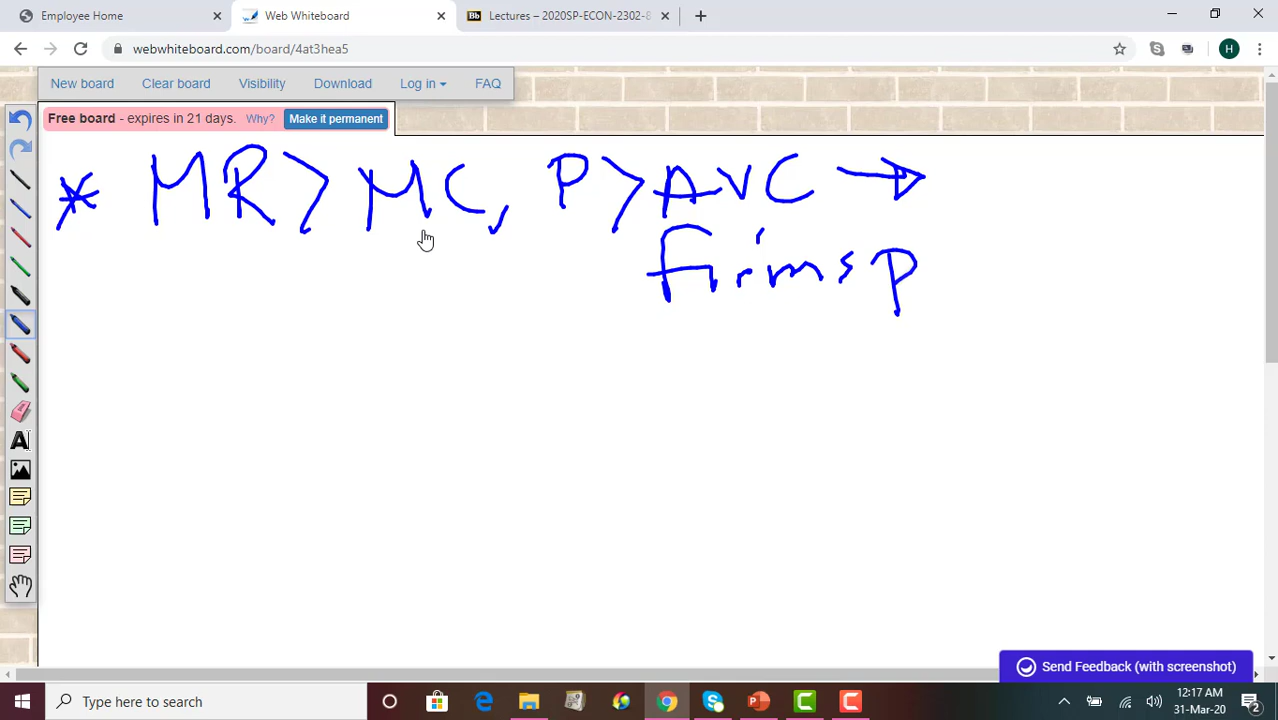 Employee Home
Web Whiteboard
Lectures – 2020SP-ECON-2302-8
webwhiteboard.com/board/4at3hea5
H
New board Clear board Visibility Download Log in FAQ
Free board - expires in 21 days. Why? Make it permanent
* MR > MC, P > AVC →
Firms P
A
Send Feedback (with screenshot)
Type here to search
12:17 AM
31-Mar-20
2